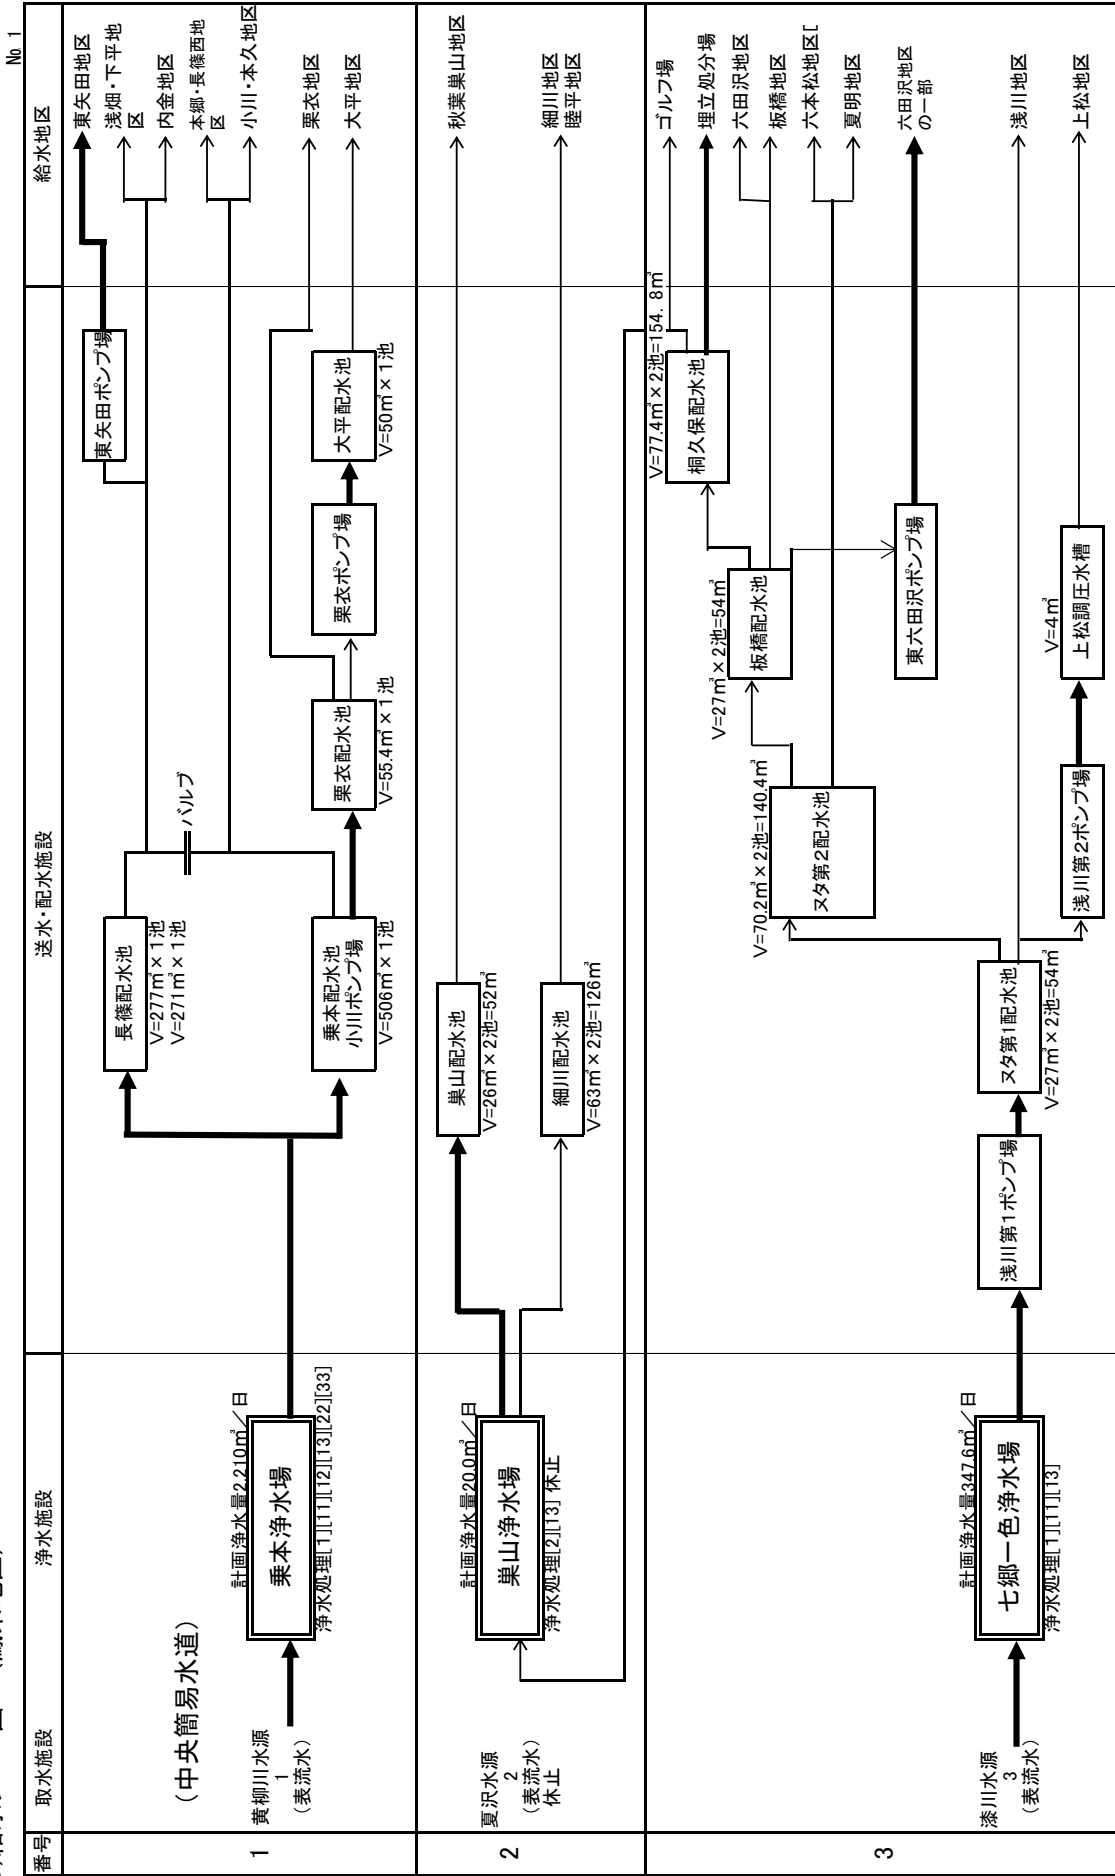 No 1
番号
取水施設
浄水施設
送水・配水施設
給水地区
1
(中央簡易水道)
黄柳川水源
1
(表流水)
計画浄水量2,210m³/日
乗本浄水場
浄水処理[1][11][12][13][22][33]
長篠配水池
V=277m³×1池
V=271m³×1池
乗本配水池
小川ポンプ場
V=506m³×1池
バルブ
栗衣配水池
V=55.4m³×1池
栗衣ポンプ場
大平配水池
V=50m³×1池
東矢田ポンプ場
東矢田地区
浅畑・下平地
区
内金地区
本郷・長篠西地
区
小川・本久地区
栗衣地区
大平地区
2
夏沢水源
2
(表流水)
休止
計画浄水量20.0m³/日
巣山浄水場
浄水処理[2][13] 休止
巣山配水池
V=26m³×2池=52m³
細川配水池
V=63m³×2池=126m³
秋葉巣山地区
細川地区
睦平地区
3
漆川水源
3
(表流水)
計画浄水量347.6m³/日
七郷一色浄水場
浄水処理[1][11][13]
浅川第1ポンプ場
ヌタ第1配水池
V=27m³×2池=54m³
V=70.2m³×2池=140.4m³
ヌタ第2配水池
浅川第2ポンプ場
V=27m³×2池=54m³
板橋配水池
東六田沢ポンプ場
V=4m³
上松調圧水槽
V=77.4m³×2池=154.8m³
桐久保配水池
ゴルフ場
埋立処分場
六田沢地区
板橋地区
六本松地区[
夏明地区
六田沢地区
の一部
浅川地区
上松地区